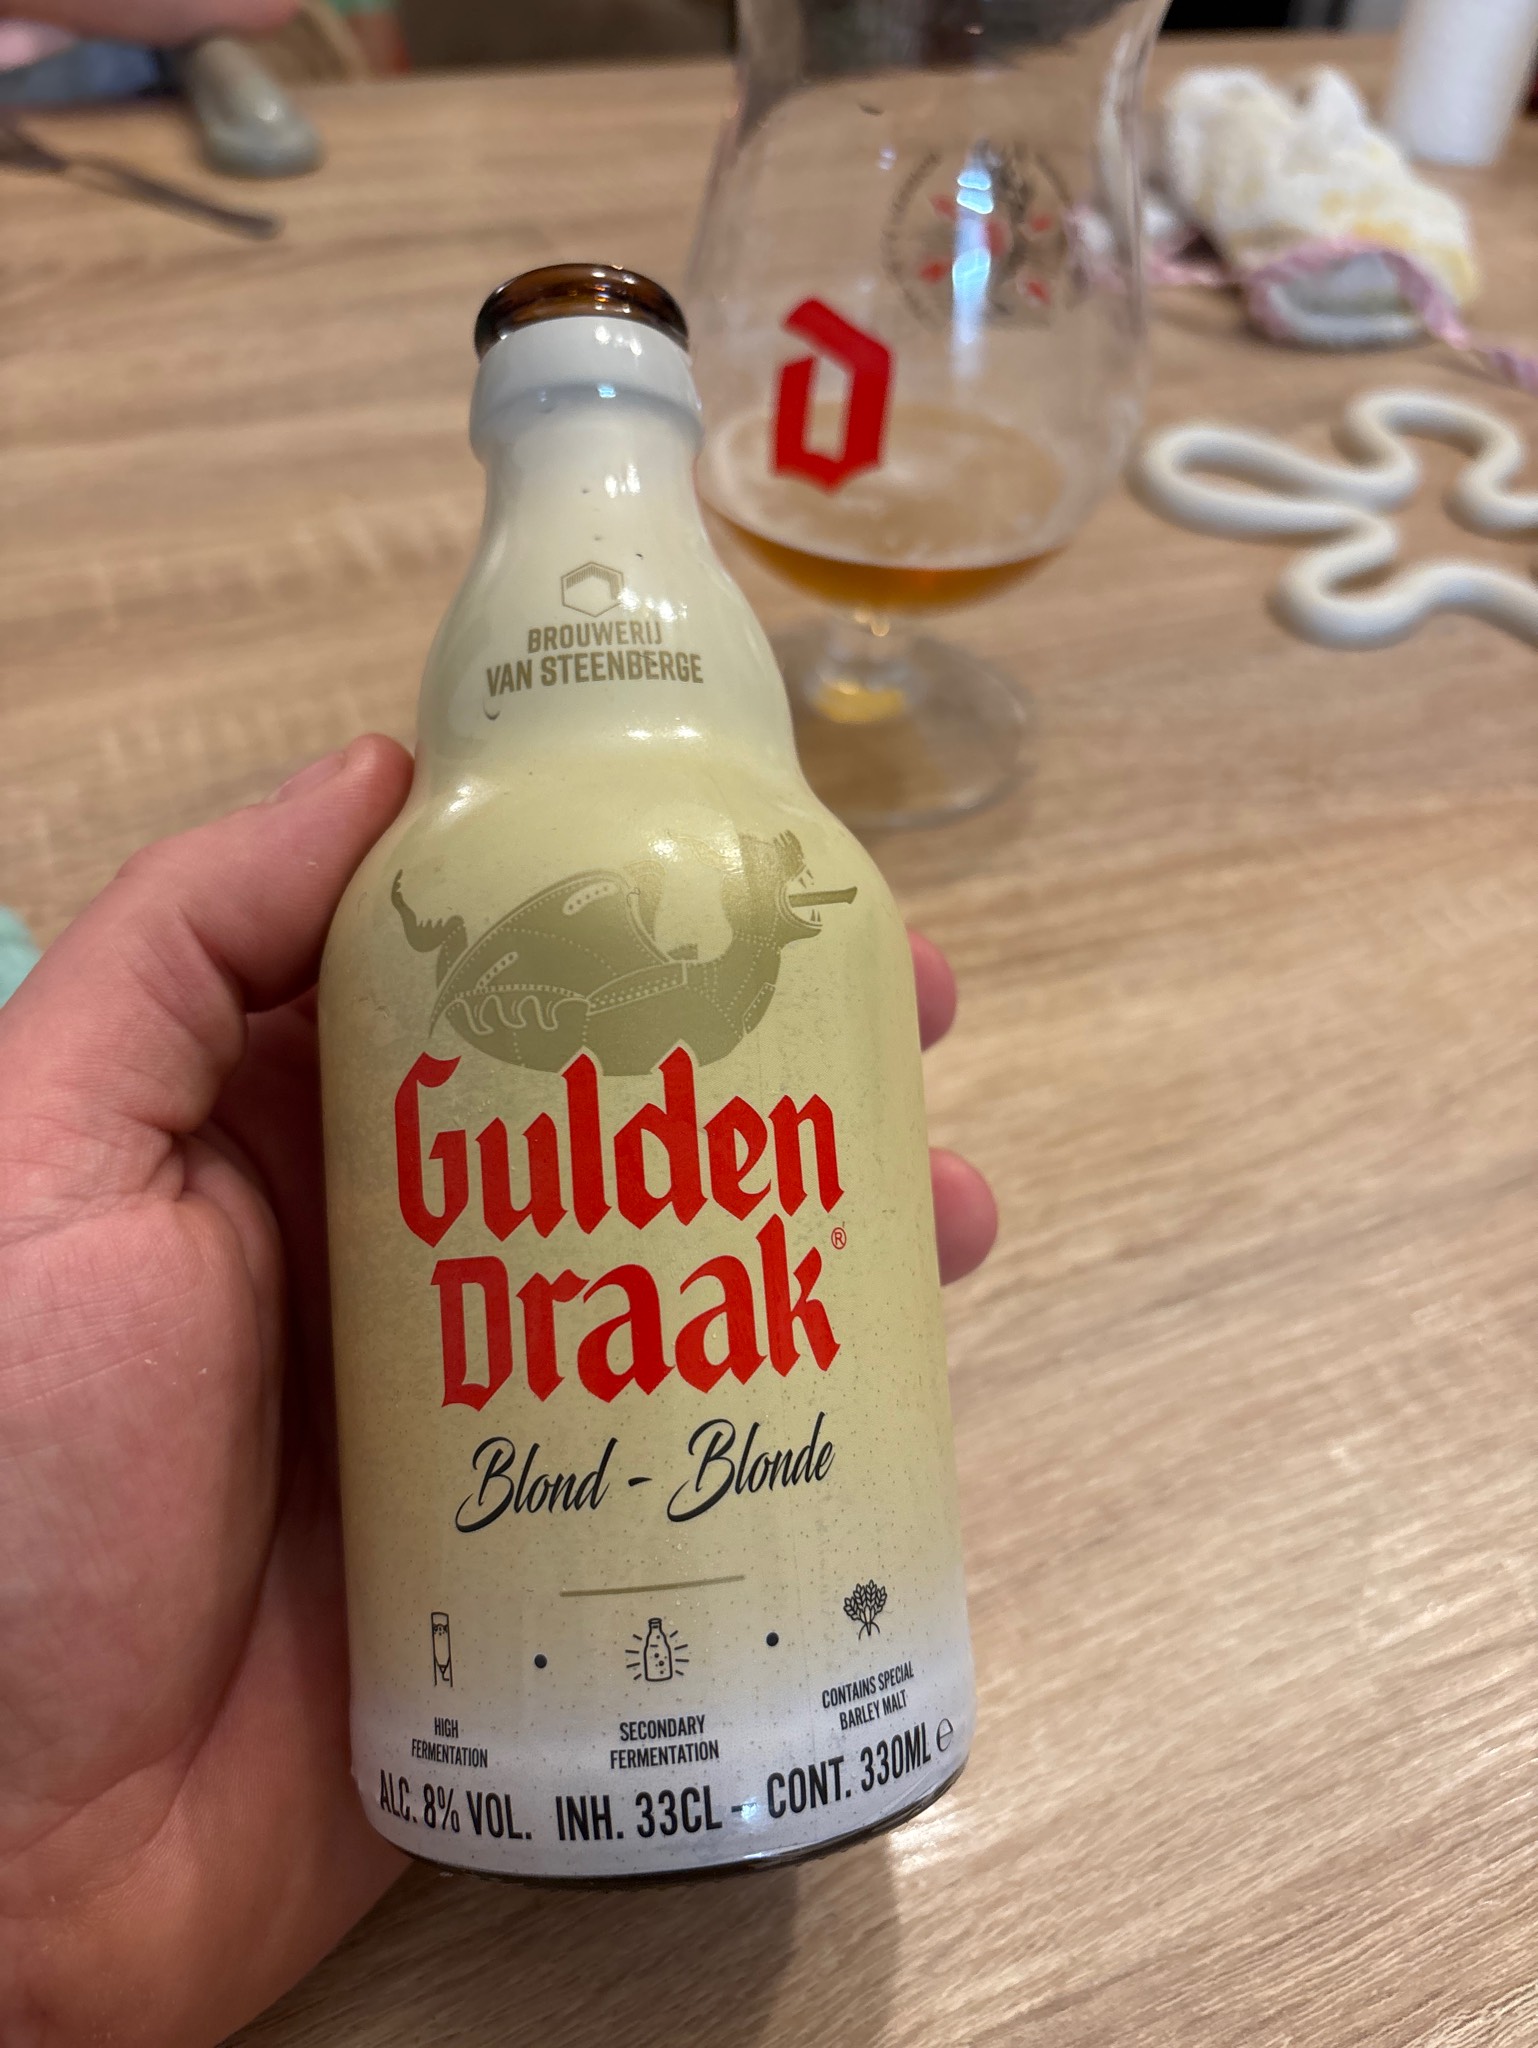 BROUWERIJ
VAN STEENBERGE
Gulden
Draak®
Blond - Blonde
HIGH
FERMENTATION
SECONDARY
FERMENTATION
CONTAINS SPECIAL
BARLEY MALT
ALC. 8% VOL. INH. 33CL - CONT. 330ML ℮